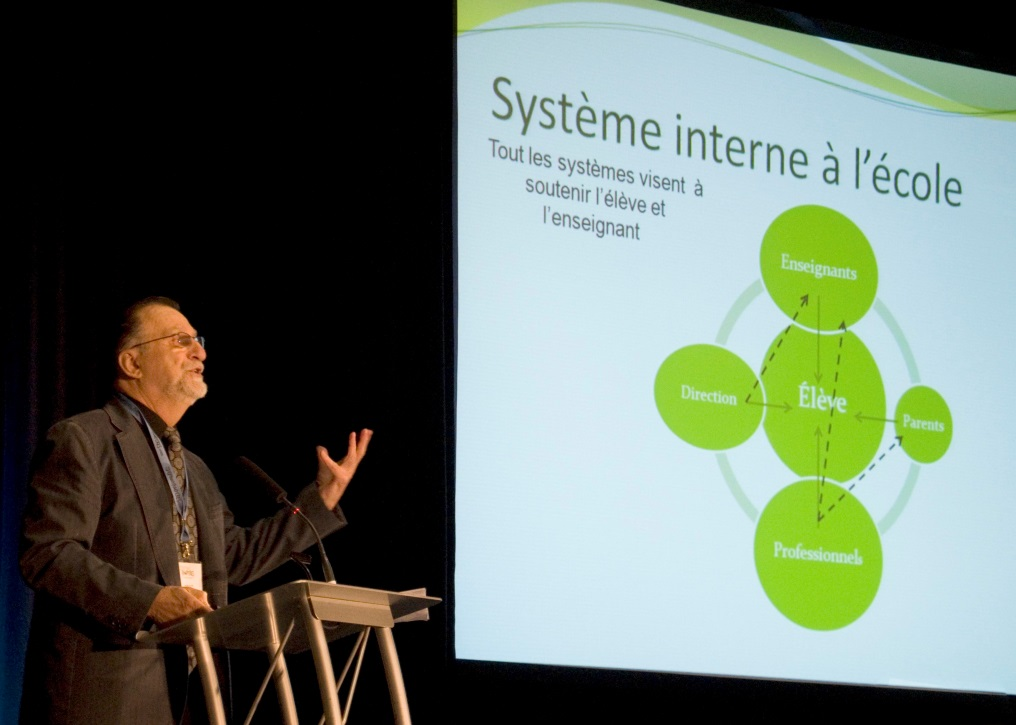 Système interne à l'école
Tout les systèmes visent à
soutenir l'élève et
l'enseignant
Enseignants
Direction
Élève
Parents
Professionnels